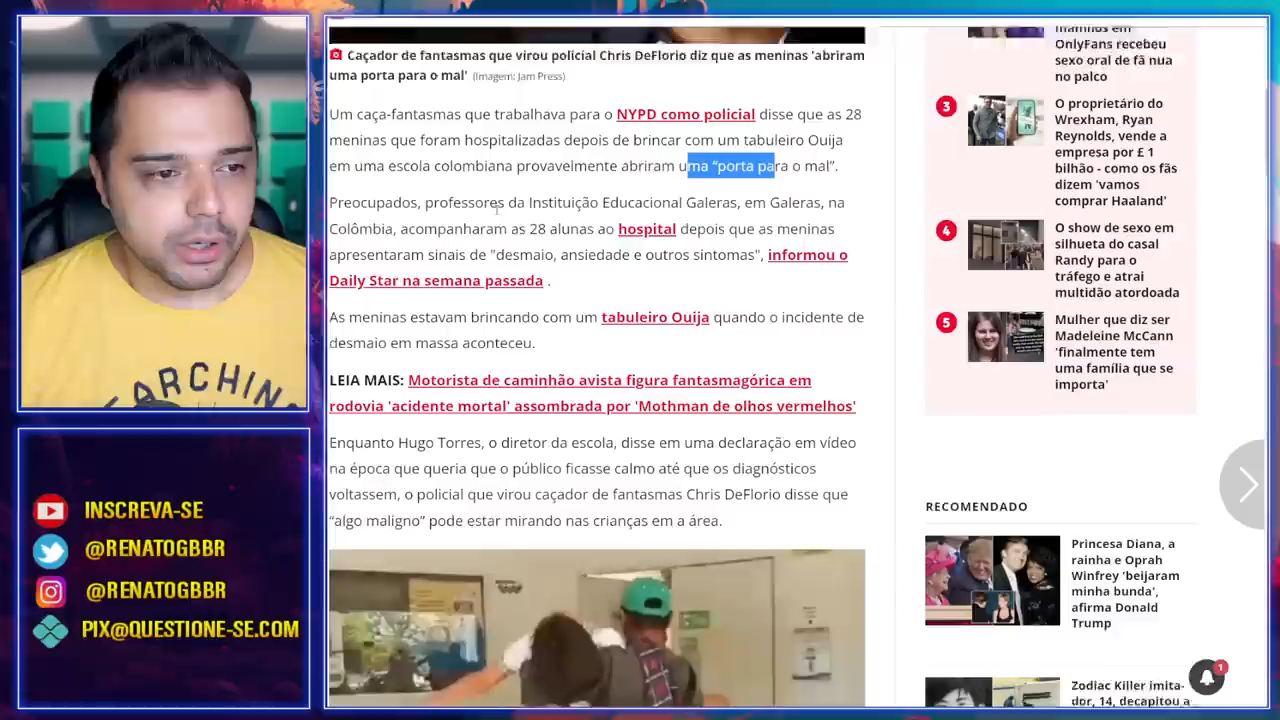 Caçador de fantasmas que virou policial Chris DeFlorio diz que as meninas 'abriram
uma porta para o mal' (Imagem: Jam Press)
Um caça-fantasmas que trabalhava para o NYPD como policial disse que as 28
meninas que foram hospitalizadas depois de brincar com um tabuleiro Ouija
em uma escola colombiana provavelmente abriram uma “porta para o mal”.
Preocupados, professores da Instituição Educacional Galeras, em Galeras, na
Colômbia, acompanharam as 28 alunas ao hospital depois que as meninas
apresentaram sinais de "desmaio, ansiedade e outros sintomas", informou o
Daily Star na semana passada .
As meninas estavam brincando com um tabuleiro Ouija quando o incidente de
desmaio em massa aconteceu.
LEIA MAIS: Motorista de caminhão avista figura fantasmagórica em
rodovia 'acidente mortal' assombrada por 'Mothman de olhos vermelhos'
Enquanto Hugo Torres, o diretor da escola, disse em uma declaração em vídeo
na época que queria que o público ficasse calmo até que os diagnósticos
voltassem, o policial que virou caçador de fantasmas Chris DeFlorio disse que
“algo maligno” pode estar mirando nas crianças em a área.
OnlyFans recebeu
sexo oral de fã nua
no palco
3
O proprietário do
Wrexham, Ryan
Reynolds, vende a
empresa por £ 1
bilhão - como os fãs
dizem 'vamos
comprar Haaland'
4
O show de sexo em
silhueta do casal
Randy para o
tráfego e atrai
multidão atordoada
5
Mulher que diz ser
Madeleine McCann
'finalmente tem
uma família que se
importa'
RECOMENDADO
Princesa Diana, a
rainha e Oprah
Winfrey 'beijaram
minha bunda',
afirma Donald
Trump
Zodiac Killer imita-
dor, 14, decapitou a
1
EARCHING
INSCREVA-SE
@RENATOGBBR
@RENATOGBBR
PIX@QUESTIONE-SE.COM